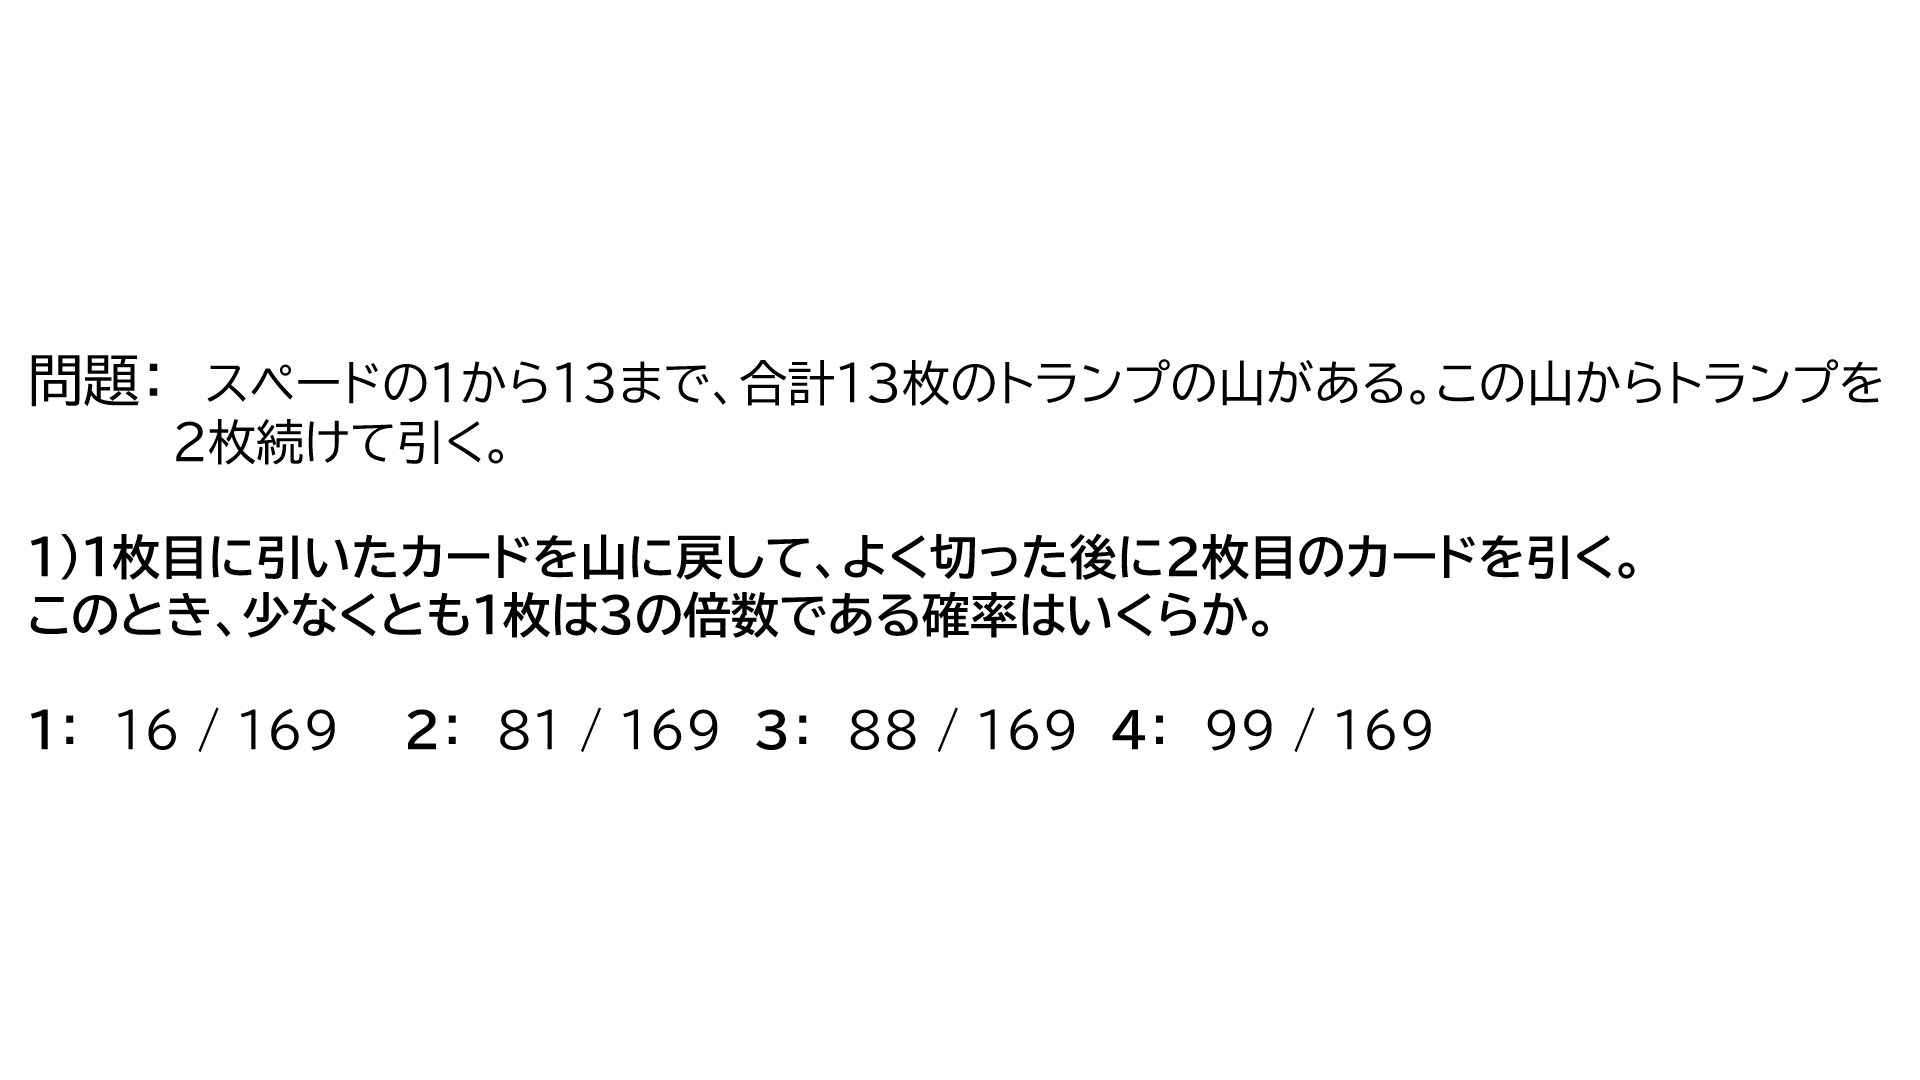 問題： スペードの1から13まで、合計13枚のトランプの山がある。この山からトランプを
2枚続けて引く。
1)1枚目に引いたカードを山に戻して、よく切った後に2枚目のカードを引く。
このとき、少なくとも1枚は3の倍数である確率はいくらか。
1： 16 / 169 2： 81 / 169 3： 88 / 169 4： 99 / 169